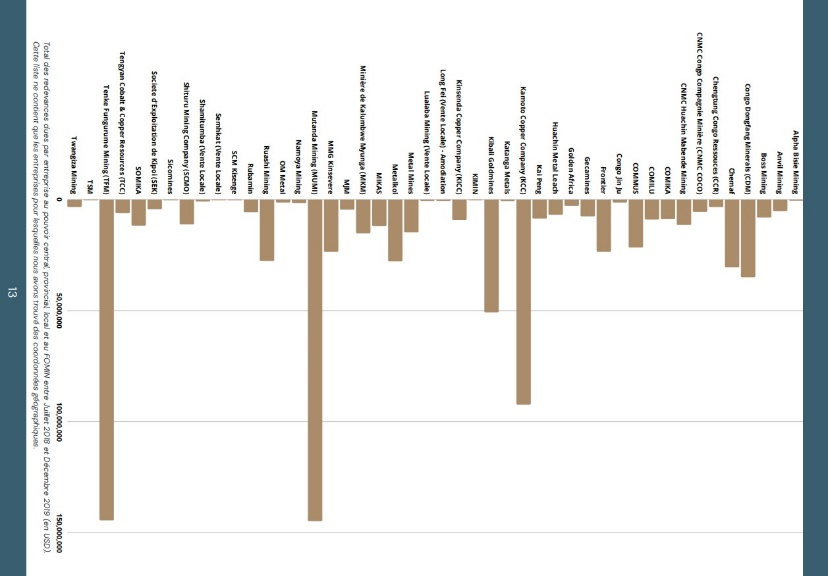 Alpha Bisie Mining
Anvil Mining
Boss Mining
Congo Dongfang Minerals (CDM)
Chemaf
Chengtung Congo Ressouces (CCR)
CNMC Congo Compagnie Minière (CNMC COCO)
CNMC Huachin Mabende Mining
COMIKA
COMILU
COMMUS
Congo Jin Ju
Frontier
Gecamines
Golden Africa
Huachin Metal Leach
Kai Peng
Kamoto Copper Company (KCC)
Katanga Metals
Kibali Goldmines
KIMIN
Kinsenda Copper Company (KICC)
Long Fei (Vente Locale) - Amodiation
Lualaba Mining (Vente Locale)
Metal Mines
Metalkol
MIKAS
Minière de Kalumbwe Myunga (MKM)
MJM
MMG Kinsevere
Mutanda Mining (MUMI)
Namoya Mining
OM Metal
Ruashi Mining
Rubamin
SCM Kisenge
Semhkat (Vente Locale)
Shamitumba (Vente Locale)
Shituru Mining Company (SCMO)
Sicomines
Societe d'Exploitation de Kipoi (SEK)
SOMIKA
Tengyan Cobalt & Copper Resources (TCC)
Tenke Fungurume Mining (TFM)
TSM
Twangiza Mining
0
50,000,000
100,000,000
150,000,000
Total des redevances dues par entreprise au pouvoir central, provincial, local et au FOMIN entre Juillet 2018 et Décembre 2019 (en USD).
Cette liste ne contient que les entreprises pour lesquelles nous avons trouvé des coordonnées géographiques.
13